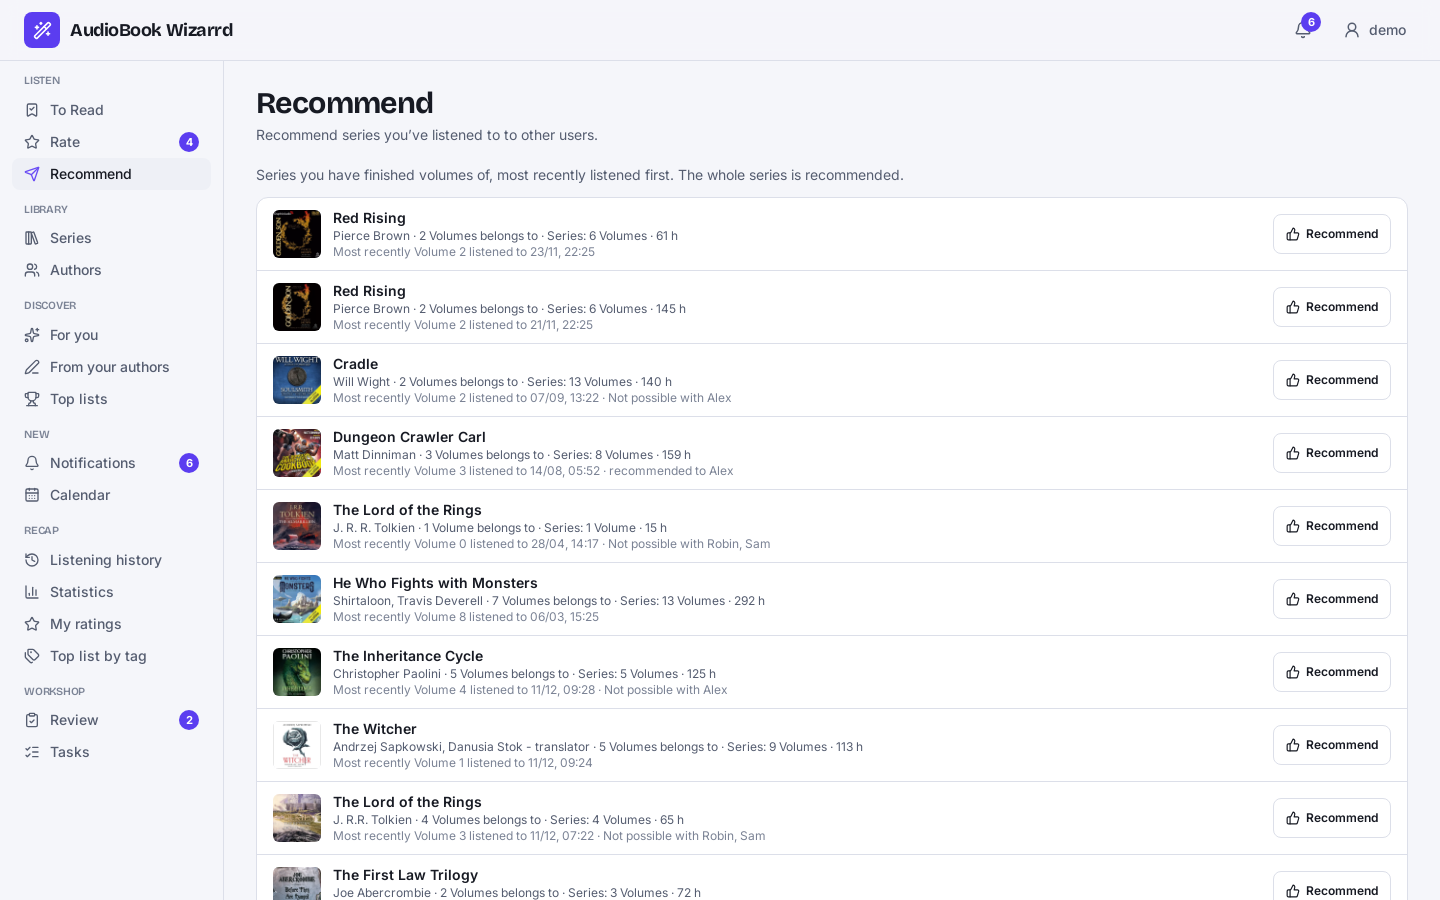 AudioBook Wizarrd
6
demo
LISTEN
To Read
Rate
4
Recommend
LIBRARY
Series
Authors
DISCOVER
For you
From your authors
Top lists
NEW
Notifications
6
Calendar
RECAP
Listening history
Statistics
My ratings
Top list by tag
WORKSHOP
Review
2
Tasks
Recommend
Recommend series you've listened to to other users.
Series you have finished volumes of, most recently listened first. The whole series is recommended.
Red Rising
Pierce Brown · 2 Volumes belongs to · Series: 6 Volumes · 61 h
Most recently Volume 2 listened to 23/11, 22:25
Recommend
Red Rising
Pierce Brown · 2 Volumes belongs to · Series: 6 Volumes · 145 h
Most recently Volume 2 listened to 21/11, 22:25
Recommend
WILL WIGHT
SOULSMITH
Cradle
Will Wight · 2 Volumes belongs to · Series: 13 Volumes · 140 h
Most recently Volume 2 listened to 07/09, 13:22 · Not possible with Alex
Recommend
COOKBOOK
Dungeon Crawler Carl
Matt Dinniman · 3 Volumes belongs to · Series: 8 Volumes · 159 h
Most recently Volume 3 listened to 14/08, 05:52 · recommended to Alex
Recommend
J.R.R.
TOLKIEN
The Lord of the Rings
J. R. R. Tolkien · 1 Volume belongs to · Series: 1 Volume · 15 h
Most recently Volume 0 listened to 28/04, 14:17 · Not possible with Robin, Sam
Recommend
MONSTERS
He Who Fights with Monsters
Shirtaloon, Travis Deverell · 7 Volumes belongs to · Series: 13 Volumes · 292 h
Most recently Volume 8 listened to 06/03, 15:25
Recommend
CHRISTOPHER
PAOLINI
The Inheritance Cycle
Christopher Paolini · 5 Volumes belongs to · Series: 5 Volumes · 125 h
Most recently Volume 4 listened to 11/12, 09:28 · Not possible with Alex
Recommend
WITCHER
The Witcher
Andrzej Sapkowski, Danusia Stok - translator · 5 Volumes belongs to · Series: 9 Volumes · 113 h
Most recently Volume 1 listened to 11/12, 09:24
Recommend
The Lord of the Rings
J. R.R. Tolkien · 4 Volumes belongs to · Series: 4 Volumes · 65 h
Most recently Volume 3 listened to 11/12, 07:22 · Not possible with Robin, Sam
Recommend
JOE
ABERCROMBIE
Before They
Are Hanged
The First Law Trilogy
Joe Abercrombie · 2 Volumes belongs to · Series: 3 Volumes · 72 h
Recommend